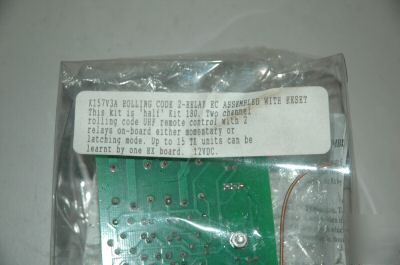 K157V3A ROLLING CODE 2-RELAY EC ASSEMBLED WITH RESET
This Kit is 'half' Kit 180. Two channel
rolling code UHF remote control with 2
relays on-board either momentary or
latching mode. Up to 15 TX units can be
learnt by one RX board. 12VDC.